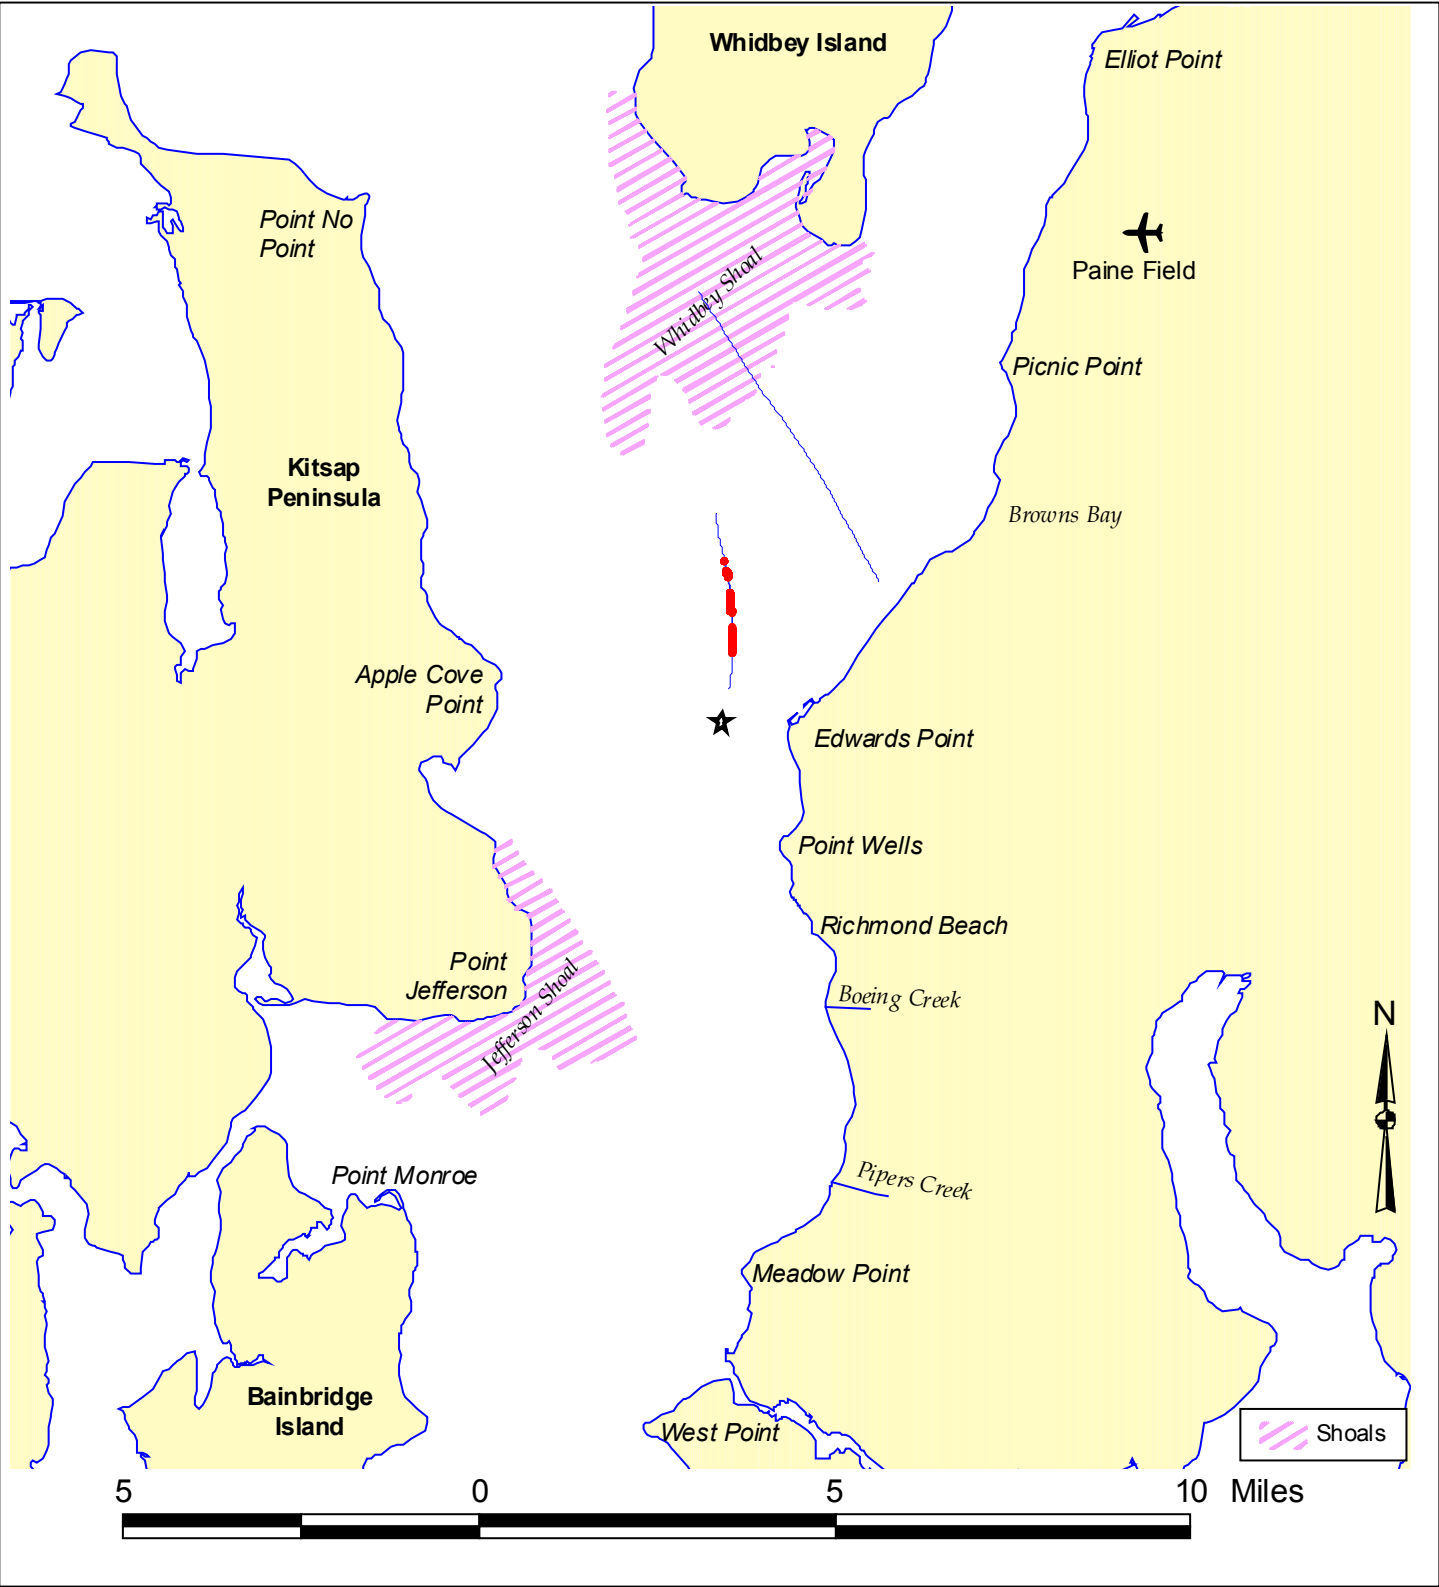 Whidbey Island
Elliot Point
Point No
Point
Paine Field
Whidbey Shoal
Picnic Point
Kitsap
Peninsula
Browns Bay
Apple Cove
Point
Edwards Point
Point Wells
Richmond Beach
Point
Jefferson
Jefferson Shoal
Boeing Creek
N
Point Monroe
Pipers Creek
Meadow Point
Bainbridge
Island
West Point
Shoals
5 0 5 10 Miles